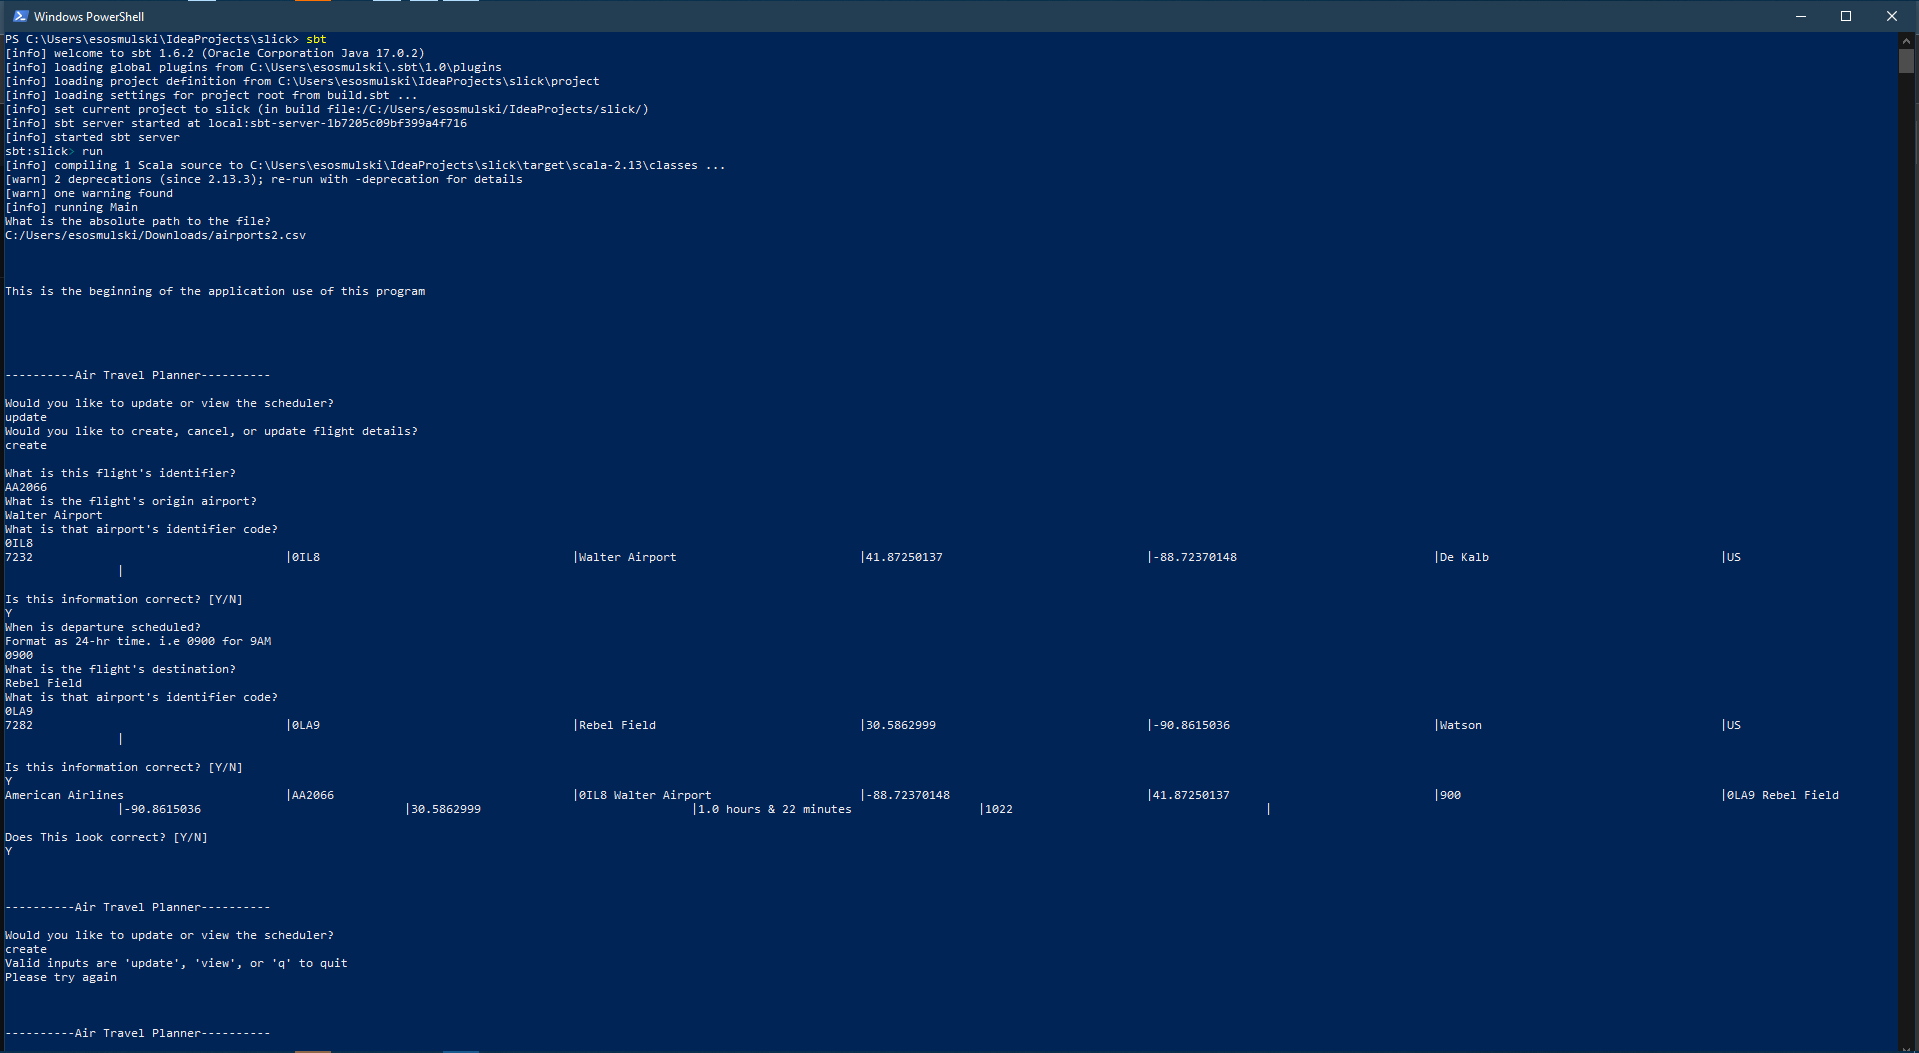 Windows PowerShell
PS C:\Users\esosmulski\IdeaProjects\slick> sbt
[info] welcome to sbt 1.6.2 (Oracle Corporation Java 17.0.2)
[info] loading global plugins from C:\Users\esosmulski\.sbt\1.0\plugins
[info] loading project definition from C:\Users\esosmulski\IdeaProjects\slick\project
[info] loading settings for project root from build.sbt ...
[info] set current project to slick (in build file:/C:/Users/esosmulski/IdeaProjects/slick/)
[info] sbt server started at local:sbt-server-1b7205c09bf399a4f716
[info] started sbt server
sbt:slick> run
[info] compiling 1 Scala source to C:\Users\esosmulski\IdeaProjects\slick\target\scala-2.13\classes ...
[warn] 2 deprecations (since 2.13.3); re-run with -deprecation for details
[warn] one warning found
[info] running Main
What is the absolute path to the file?
C:/Users/esosmulski/Downloads/airports2.csv
This is the beginning of the application use of this program
----------Air Travel Planner----------
Would you like to update or view the scheduler?
update
Would you like to create, cancel, or update flight details?
create
What is this flight's identifier?
AA2066
What is the flight's origin airport?
Walter Airport
What is that airport's identifier code?
0IL8
7232 |0IL8 |Walter Airport |41.87250137 |-88.72370148 |De Kalb |US
|
Is this information correct? [Y/N]
Y
When is departure scheduled?
Format as 24-hr time. i.e 0900 for 9AM
0900
What is the flight's destination?
Rebel Field
What is that airport's identifier code?
0LA9
7282 |0LA9 |Rebel Field |30.5862999 |-90.8615036 |Watson |US
|
Is this information correct? [Y/N]
Y
American Airlines |AA2066 |0IL8 Walter Airport |-88.72370148 |41.87250137 |900 |0LA9 Rebel Field
|-90.8615036 |30.5862999 |1.0 hours & 22 minutes |1022 |
Does This look correct? [Y/N]
Y
----------Air Travel Planner----------
Would you like to update or view the scheduler?
create
Valid inputs are 'update', 'view', or 'q' to quit
Please try again
----------Air Travel Planner----------